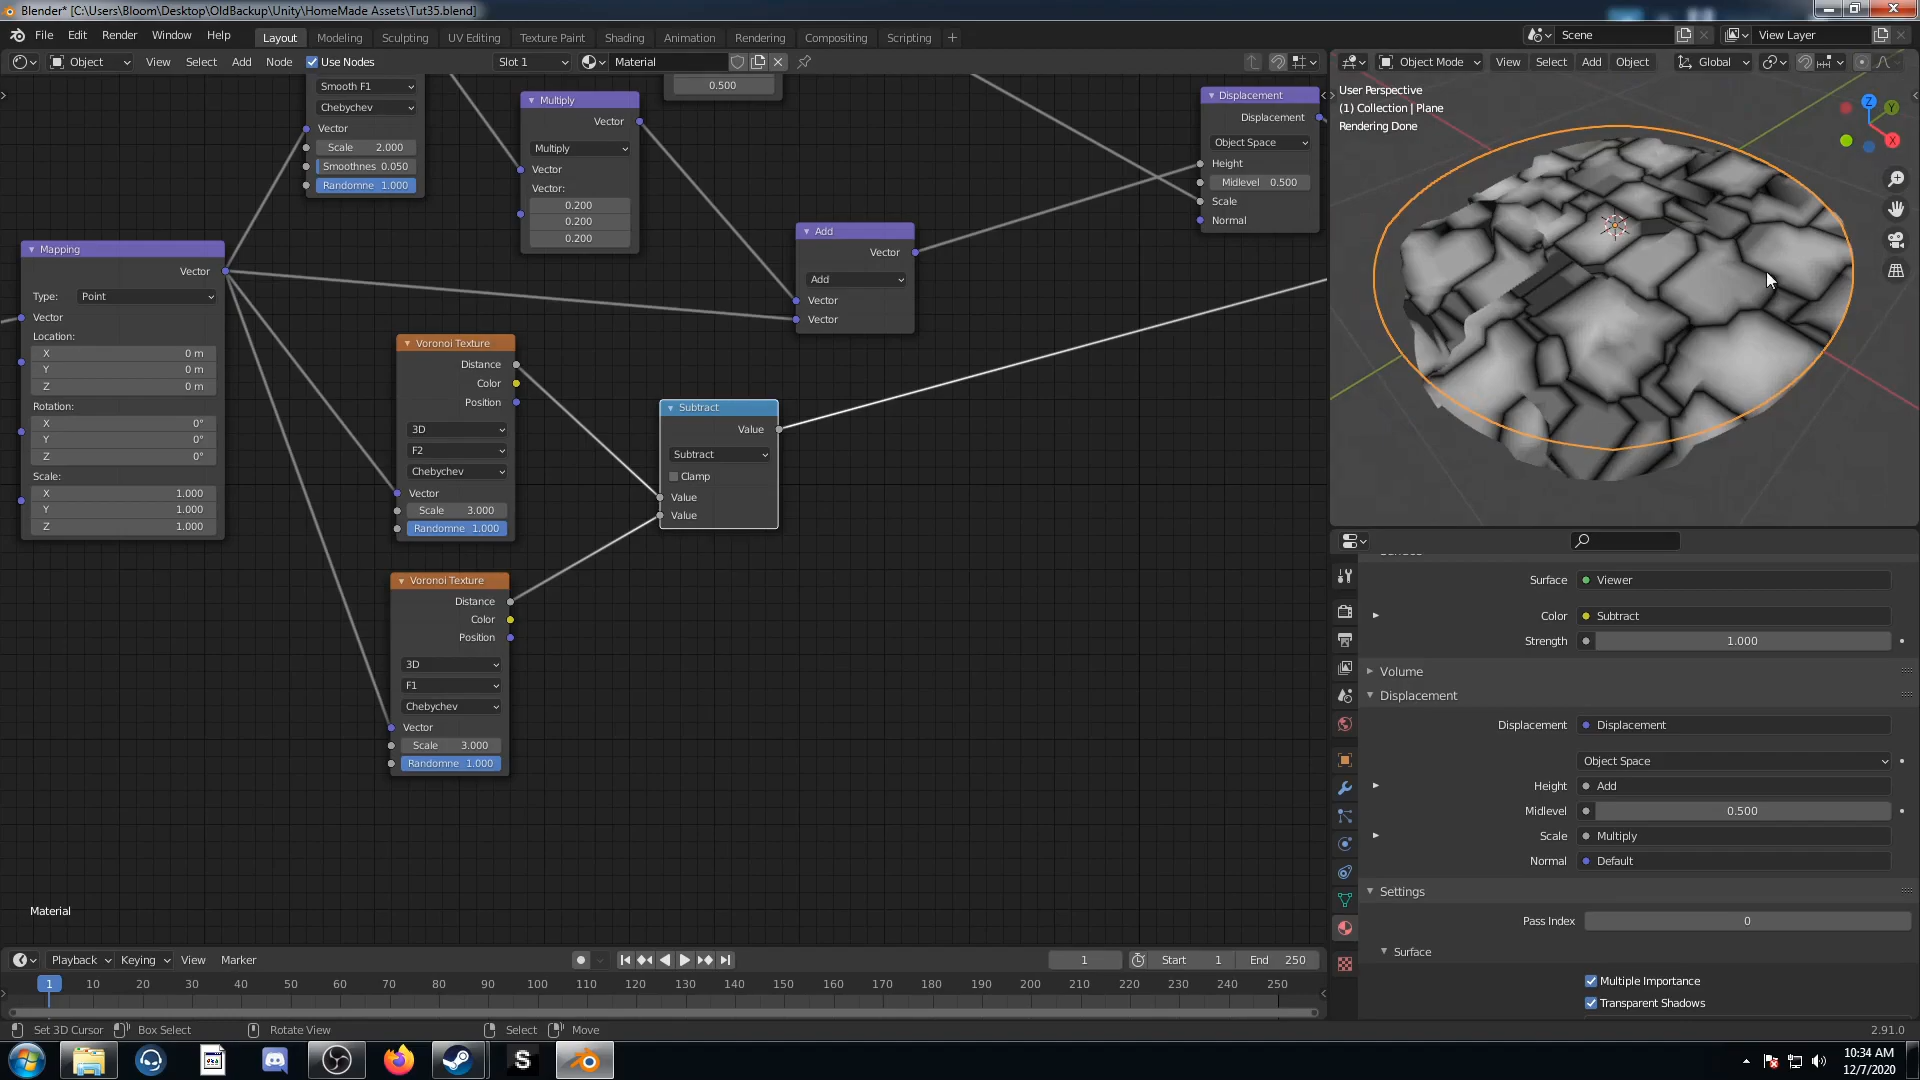 Blender* [C:\Users\Bloom\Desktop\OldBackup\Unity\HomeMade Assets\Tut35.blend]
File Edit Render Window Help Layout Modeling Sculpting UV Editing Texture Paint Shading Animation Rendering Compositing Scripting + Scene View Layer
Object View Select Add Node Use Nodes Slot 1 Material Object Mode View Select Add Object Global
Smooth F1
Chebychev
Vector
Scale 2.000
Smoothnes 0.050
Randomne 1.000
Multiply
Vector
Multiply
Vector
Vector:
0.200
0.200
0.200
0.500
Displacement
Displacement
Object Space
Height
Midlevel 0.500
Scale
Normal
Mapping
Vector
Type: Point
Vector
Location:
X 0 m
Y 0 m
Z 0 m
Rotation:
X 0°
Y 0°
Z 0°
Scale:
X 1.000
Y 1.000
Z 1.000
Add
Vector
Add
Vector
Vector
Voronoi Texture
Distance
Color
Position
3D
F2
Chebychev
Vector
Scale 3.000
Randomne 1.000
Subtract
Value
Subtract
Clamp
Value
Value
Voronoi Texture
Distance
Color
Position
3D
F1
Chebychev
Vector
Scale 3.000
Randomne 1.000
Material
User Perspective
(1) Collection | Plane
Rendering Done
Z
Y
X
Surface Viewer
Color Subtract
Strength 1.000
Volume
Displacement
Displacement Displacement
Object Space
Height Add
Midlevel 0.500
Scale Multiply
Normal Default
Settings
Pass Index 0
Surface
Multiple Importance
Transparent Shadows
Playback Keying View Marker 1 Start 1 End 250
1 10 20 30 40 50 60 70 80 90 100 110 120 130 140 150 160 170 180 190 200 210 220 230 240 250
Set 3D Cursor Box Select Rotate View Select Move 2.91.0
S
10:34 AM
12/7/2020